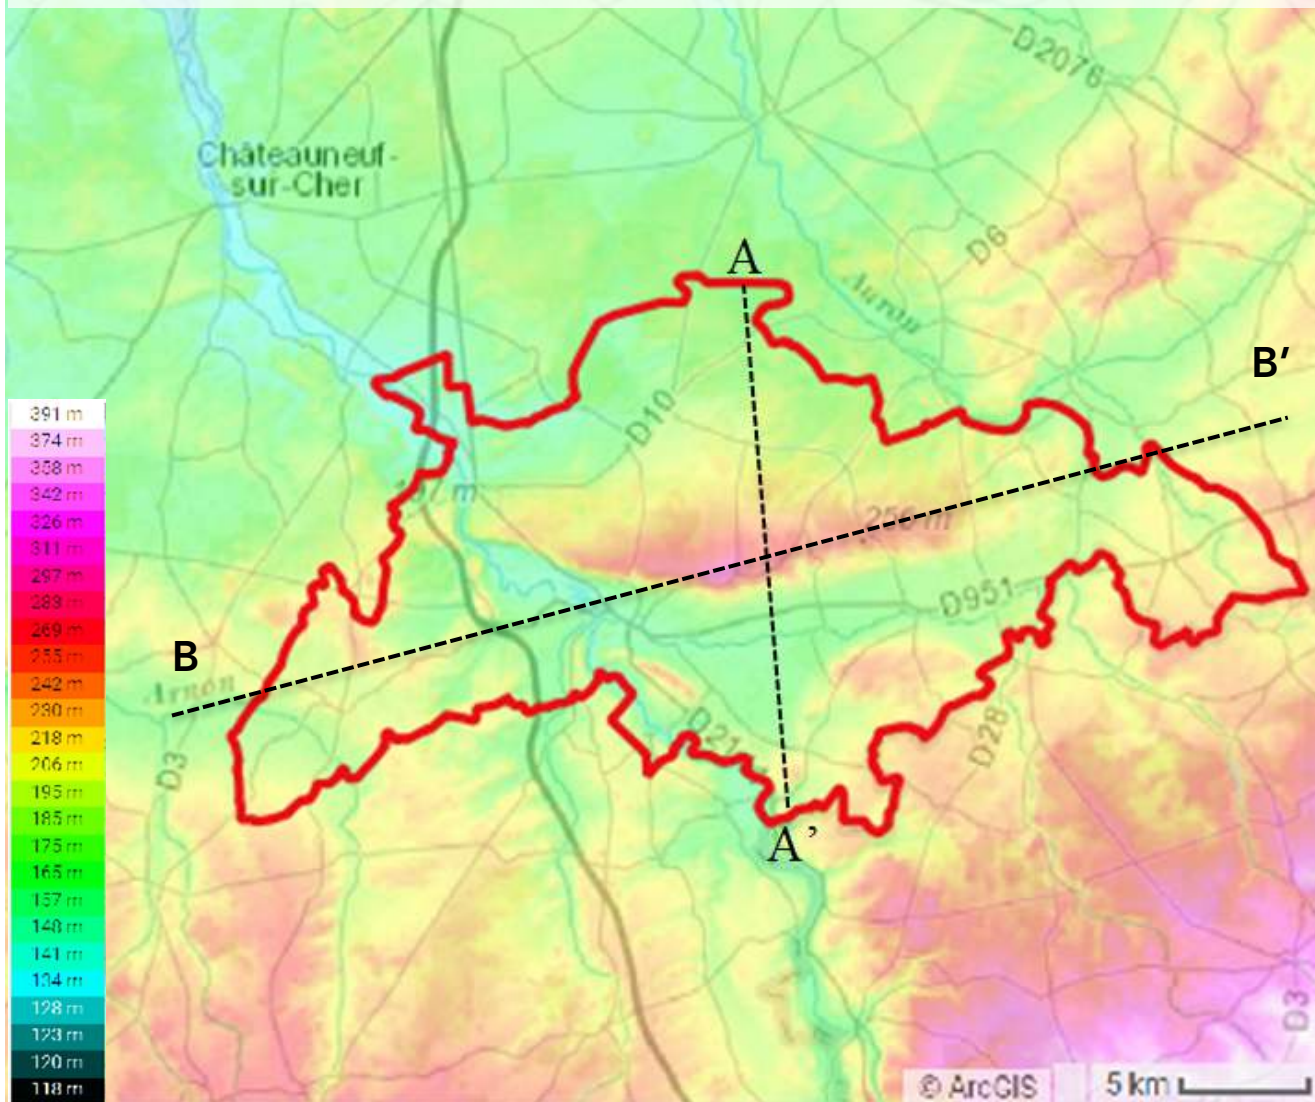 D2076
Châteauneuf-
sur-Cher
D6
A
Auron
B'
D10
391 m
374 m
358 m
342 m
326 m
311 m
297 m
283 m
269 m
255 m
242 m
230 m
218 m
206 m
195 m
185 m
175 m
165 m
157 m
148 m
141 m
134 m
128 m
123 m
120 m
118 m
157 m
256 m
D951
B
Arnon
D3
D21
D28
A'
D3
© ArcGIS
5 km